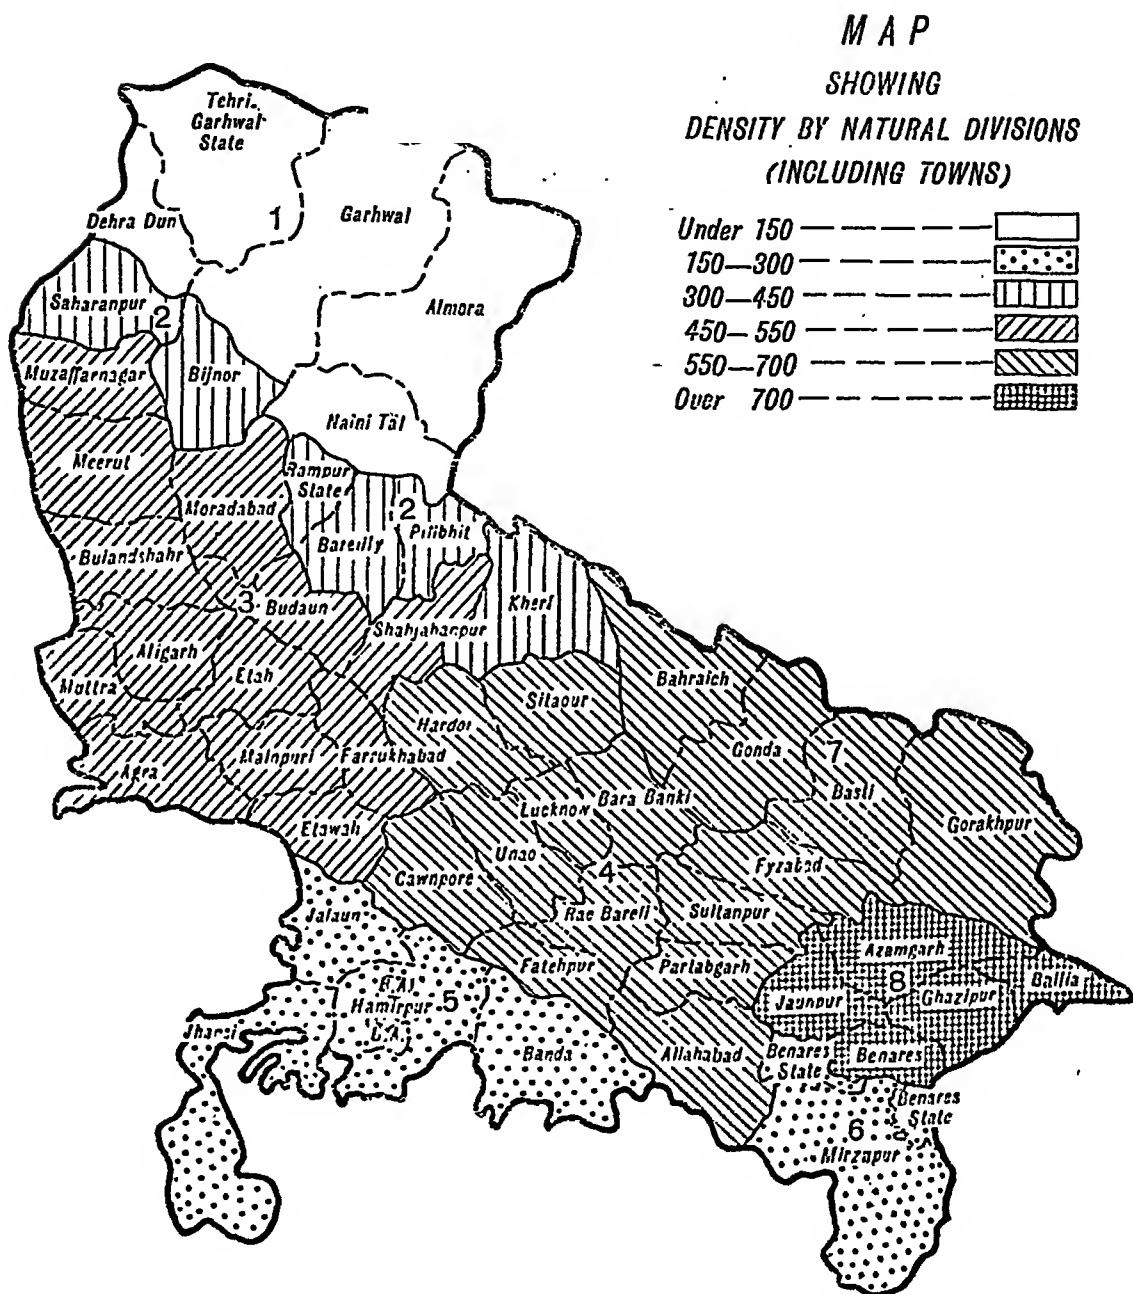 MAP
SHOWING
DENSITY BY NATURAL DIVISIONS
(INCLUDING TOWNS)
Under 150
150—300
300—450
450—550
550—700
Over 700
Tehri
Garhwal
State
Dehra Dun
1
Garhwal
Almora
Saharanpur
2
Muzaffarnagar
Bijnor
Naini Tāl
Meerut
Moradabad
Rampur
State
2
Pilibhit
Bareilly
Bulandshahr
3
Budaun
Shahjahanpur
Kheri
Aligarh
Muttra
Etah
Bahraich
Sitapur
Hardoi
Agra
Mainpuri
Farrukhabad
Gonda
7
Basti
Gorakhpur
Etawah
Lucknow
Bara Banki
Unao
Cawnpore
4
Fyzabad
Rae Bareli
Sultanpur
Jalaun
Fatehpur
Partabgarh
Azamgarh
8
Ballia
Jaunpur
Ghazipur
Hamirpur
5
Jhansi
Banda
Allahabad
Benares
State
Benares
Benares
State
6
Mirzapur